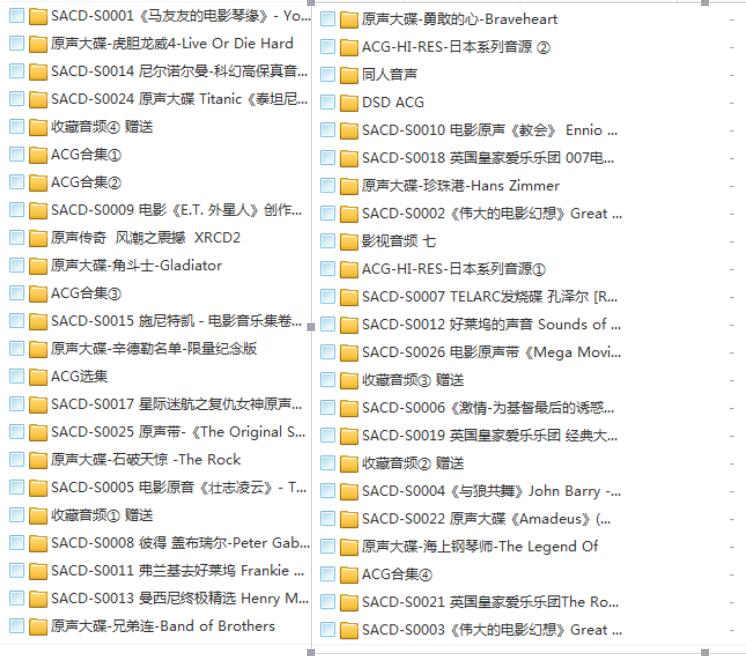 SACD-S0001《马友友的电影琴缘》- Yo...
原声大碟-虎胆龙威4-Live Or Die Hard
SACD-S0014 尼尔诺尔曼-科幻高保真音...
SACD-S0024 原声大碟 Titanic《泰坦尼...
收藏音频④ 赠送
ACG合集①
ACG合集②
SACD-S0009 电影《E.T. 外星人》创作...
原声传奇 风潮之震撼 XRCD2
原声大碟-角斗士-Gladiator
ACG合集③
SACD-S0015 施尼特凯 - 电影音乐集卷...
原声大碟-辛德勒名单-限量纪念版
ACG选集
SACD-S0017 星际迷航之复仇女神原声...
SACD-S0025 原声带-《The Original S...
原声大碟-石破天惊 -The Rock
SACD-S0005 电影原音《壮志凌云》- T...
收藏音频① 赠送
SACD-S0008 彼得 盖布瑞尔-Peter Gab...
SACD-S0011 弗兰基去好莱坞 Frankie ...
SACD-S0013 曼西尼终极精选 Henry M...
原声大碟-兄弟连-Band of Brothers
原声大碟-勇敢的心-Braveheart
ACG-HI-RES-日本系列音源 ②
同人音声
DSD ACG
SACD-S0010 电影原声《教会》 Ennio ...
SACD-S0018 英国皇家爱乐乐团 007电...
原声大碟-珍珠港-Hans Zimmer
SACD-S0002《伟大的电影幻想》Great ...
影视音频 七
ACG-HI-RES-日本系列音源①
SACD-S0007 TELARC发烧碟 孔泽尔 [R...
SACD-S0012 好莱坞的声音 Sounds of ...
SACD-S0026 电影原声带《Mega Movi...
收藏音频③ 赠送
SACD-S0006《激情-为基督最后的诱惑...
SACD-S0019 英国皇家爱乐乐团 经典大...
收藏音频② 赠送
SACD-S0004《与狼共舞》John Barry -...
SACD-S0022 原声大碟《Amadeus》(...
原声大碟-海上钢琴师-The Legend Of
ACG合集④
SACD-S0021 英国皇家爱乐乐团The Ro...
SACD-S0003《伟大的电影幻想》Great ...